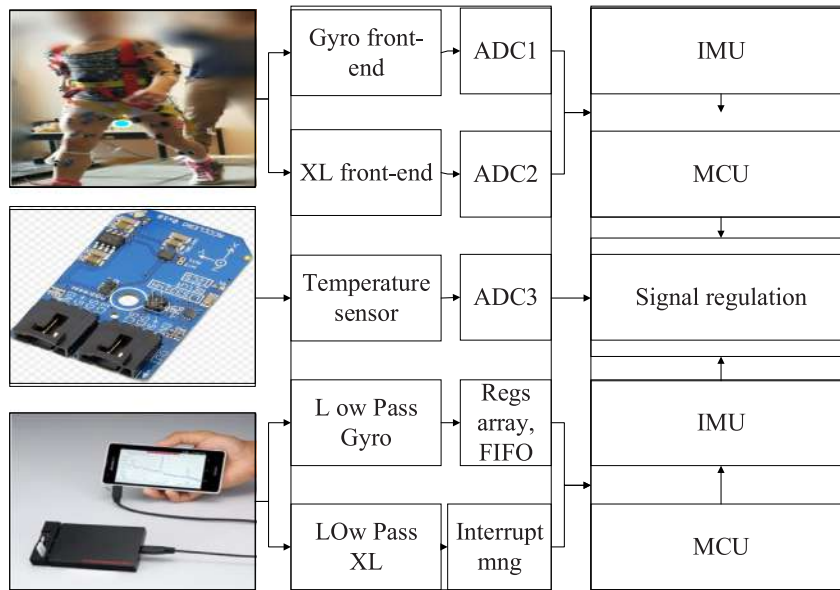 Gyro front-
end
ADC1
IMU
XL front-end
ADC2
MCU
Temperature
sensor
ADC3
Signal regulation
L ow Pass
Gyro
Regs
array,
FIFO
IMU
LOw Pass
XL
Interrupt
mng
MCU